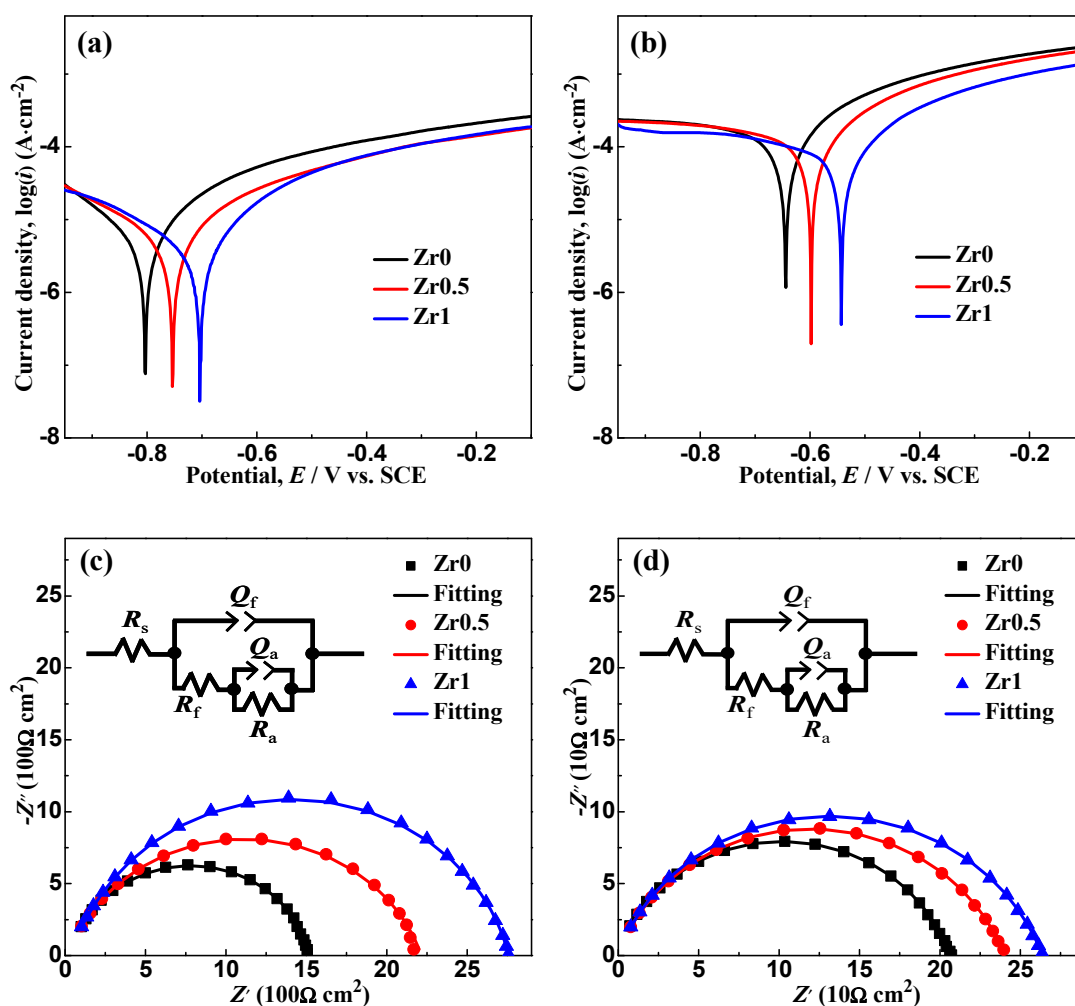 (a)
Current density, log(i) (A·cm-2)
-4
-6
-8
-0.8
-0.6
-0.4
-0.2
Potential, E / V vs. SCE
Zr0
Zr0.5
Zr1
(b)
Current density, log(i) (A·cm-2)
-4
-6
-8
-0.8
-0.6
-0.4
-0.2
Potential, E / V vs. SCE
Zr0
Zr0.5
Zr1
(c)
-Z″ (100Ω cm2)
25
20
15
10
5
0
0
5
10
15
20
25
Z′ (100Ω cm2)
Zr0
Fitting
Zr0.5
Fitting
Zr1
Fitting
Rs
Qf
Qa
Rf
Ra
(d)
-Z″ (10Ω cm2)
25
20
15
10
5
0
0
5
10
15
20
25
Z′ (10Ω cm2)
Zr0
Fitting
Zr0.5
Fitting
Zr1
Fitting
Rs
Qf
Qa
Rf
Ra